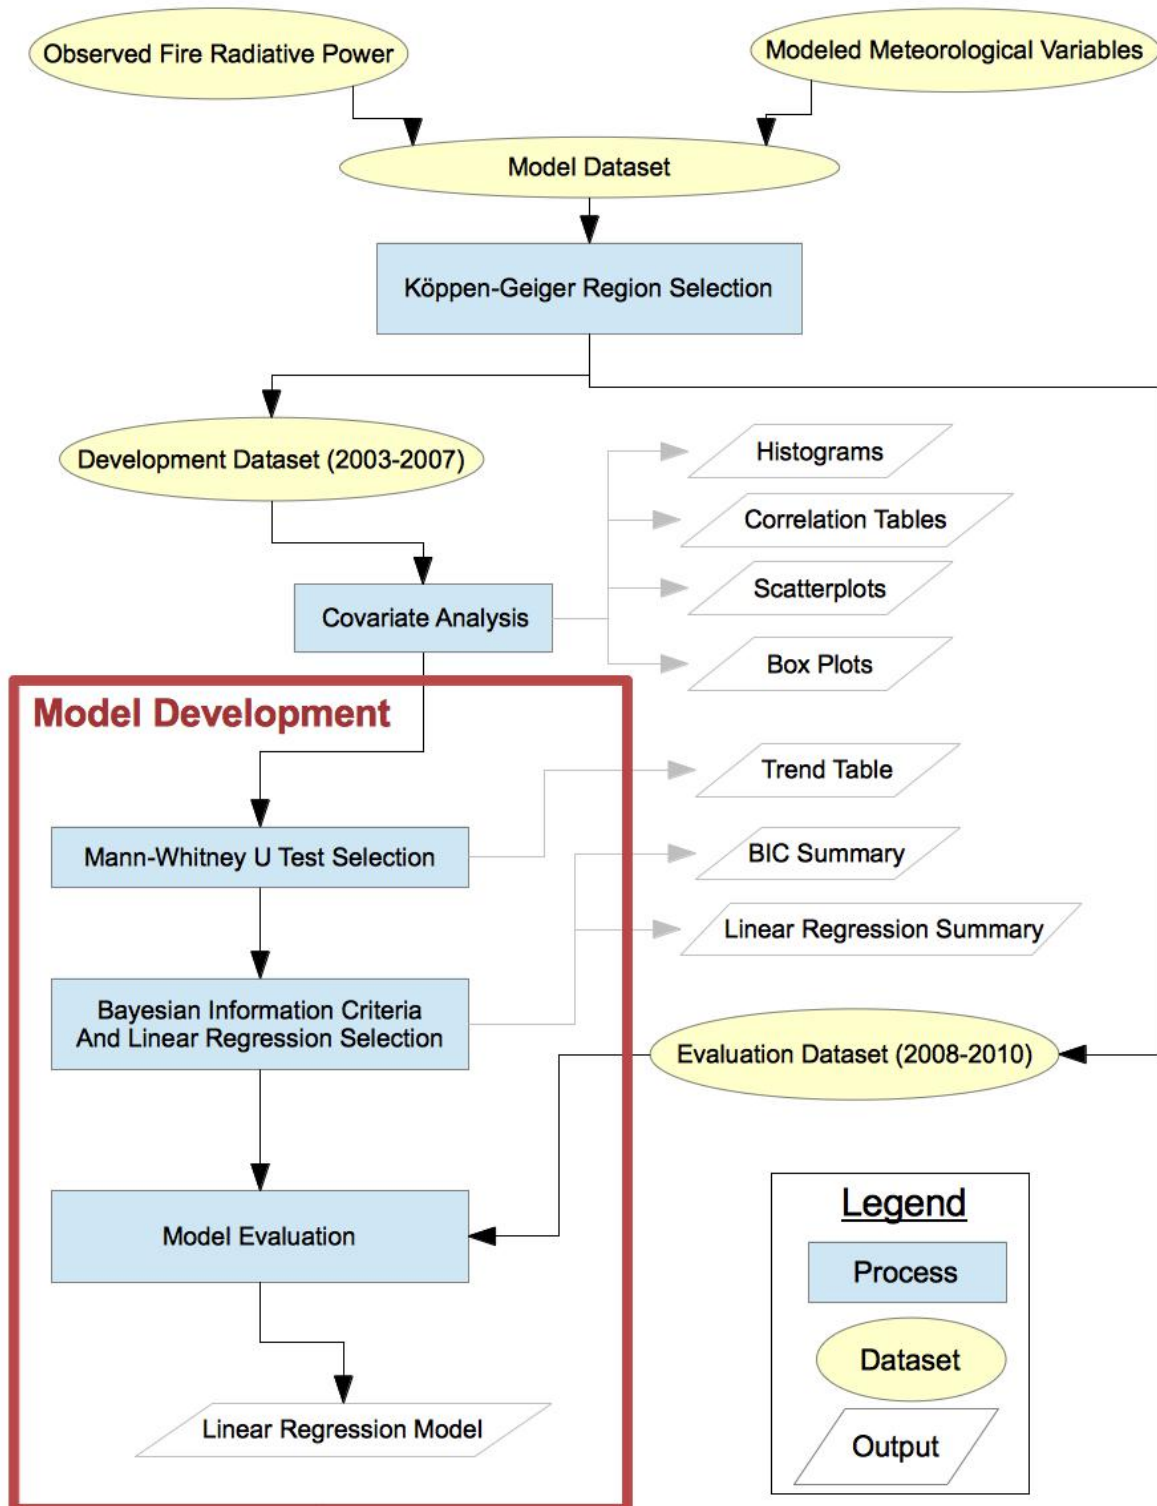 Observed Fire Radiative Power
Modeled Meteorological Variables
Model Dataset
Köppen-Geiger Region Selection
Development Dataset (2003-2007)
Histograms
Correlation Tables
Scatterplots
Covariate Analysis
Box Plots
Model Development
Trend Table
Mann-Whitney U Test Selection
BIC Summary
Linear Regression Summary
Bayesian Information Criteria
And Linear Regression Selection
Evaluation Dataset (2008-2010)
Model Evaluation
Linear Regression Model
Legend
Process
Dataset
Output